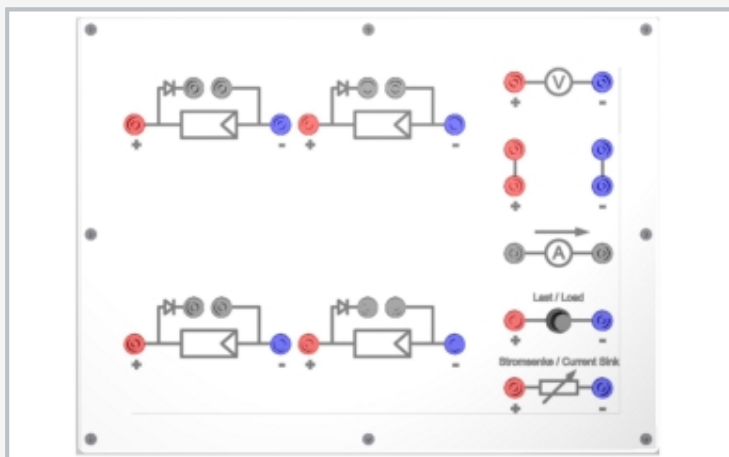 V
+ -
+ - + -
+ -
A
Last / Load
+ -
Stromsenke / Current Sink
+ - + -
+ -